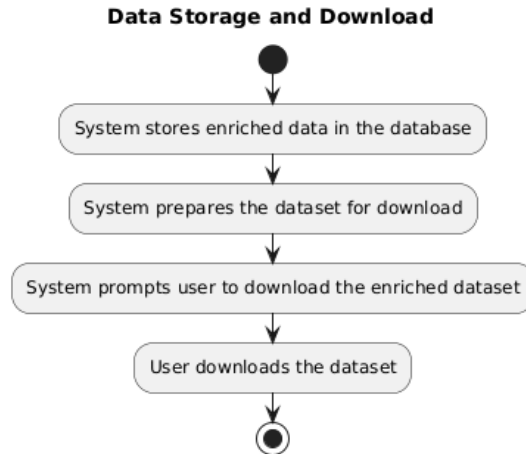 Data Storage and Download
System stores enriched data in the database
System prepares the dataset for download
System prompts user to download the enriched dataset
User downloads the dataset